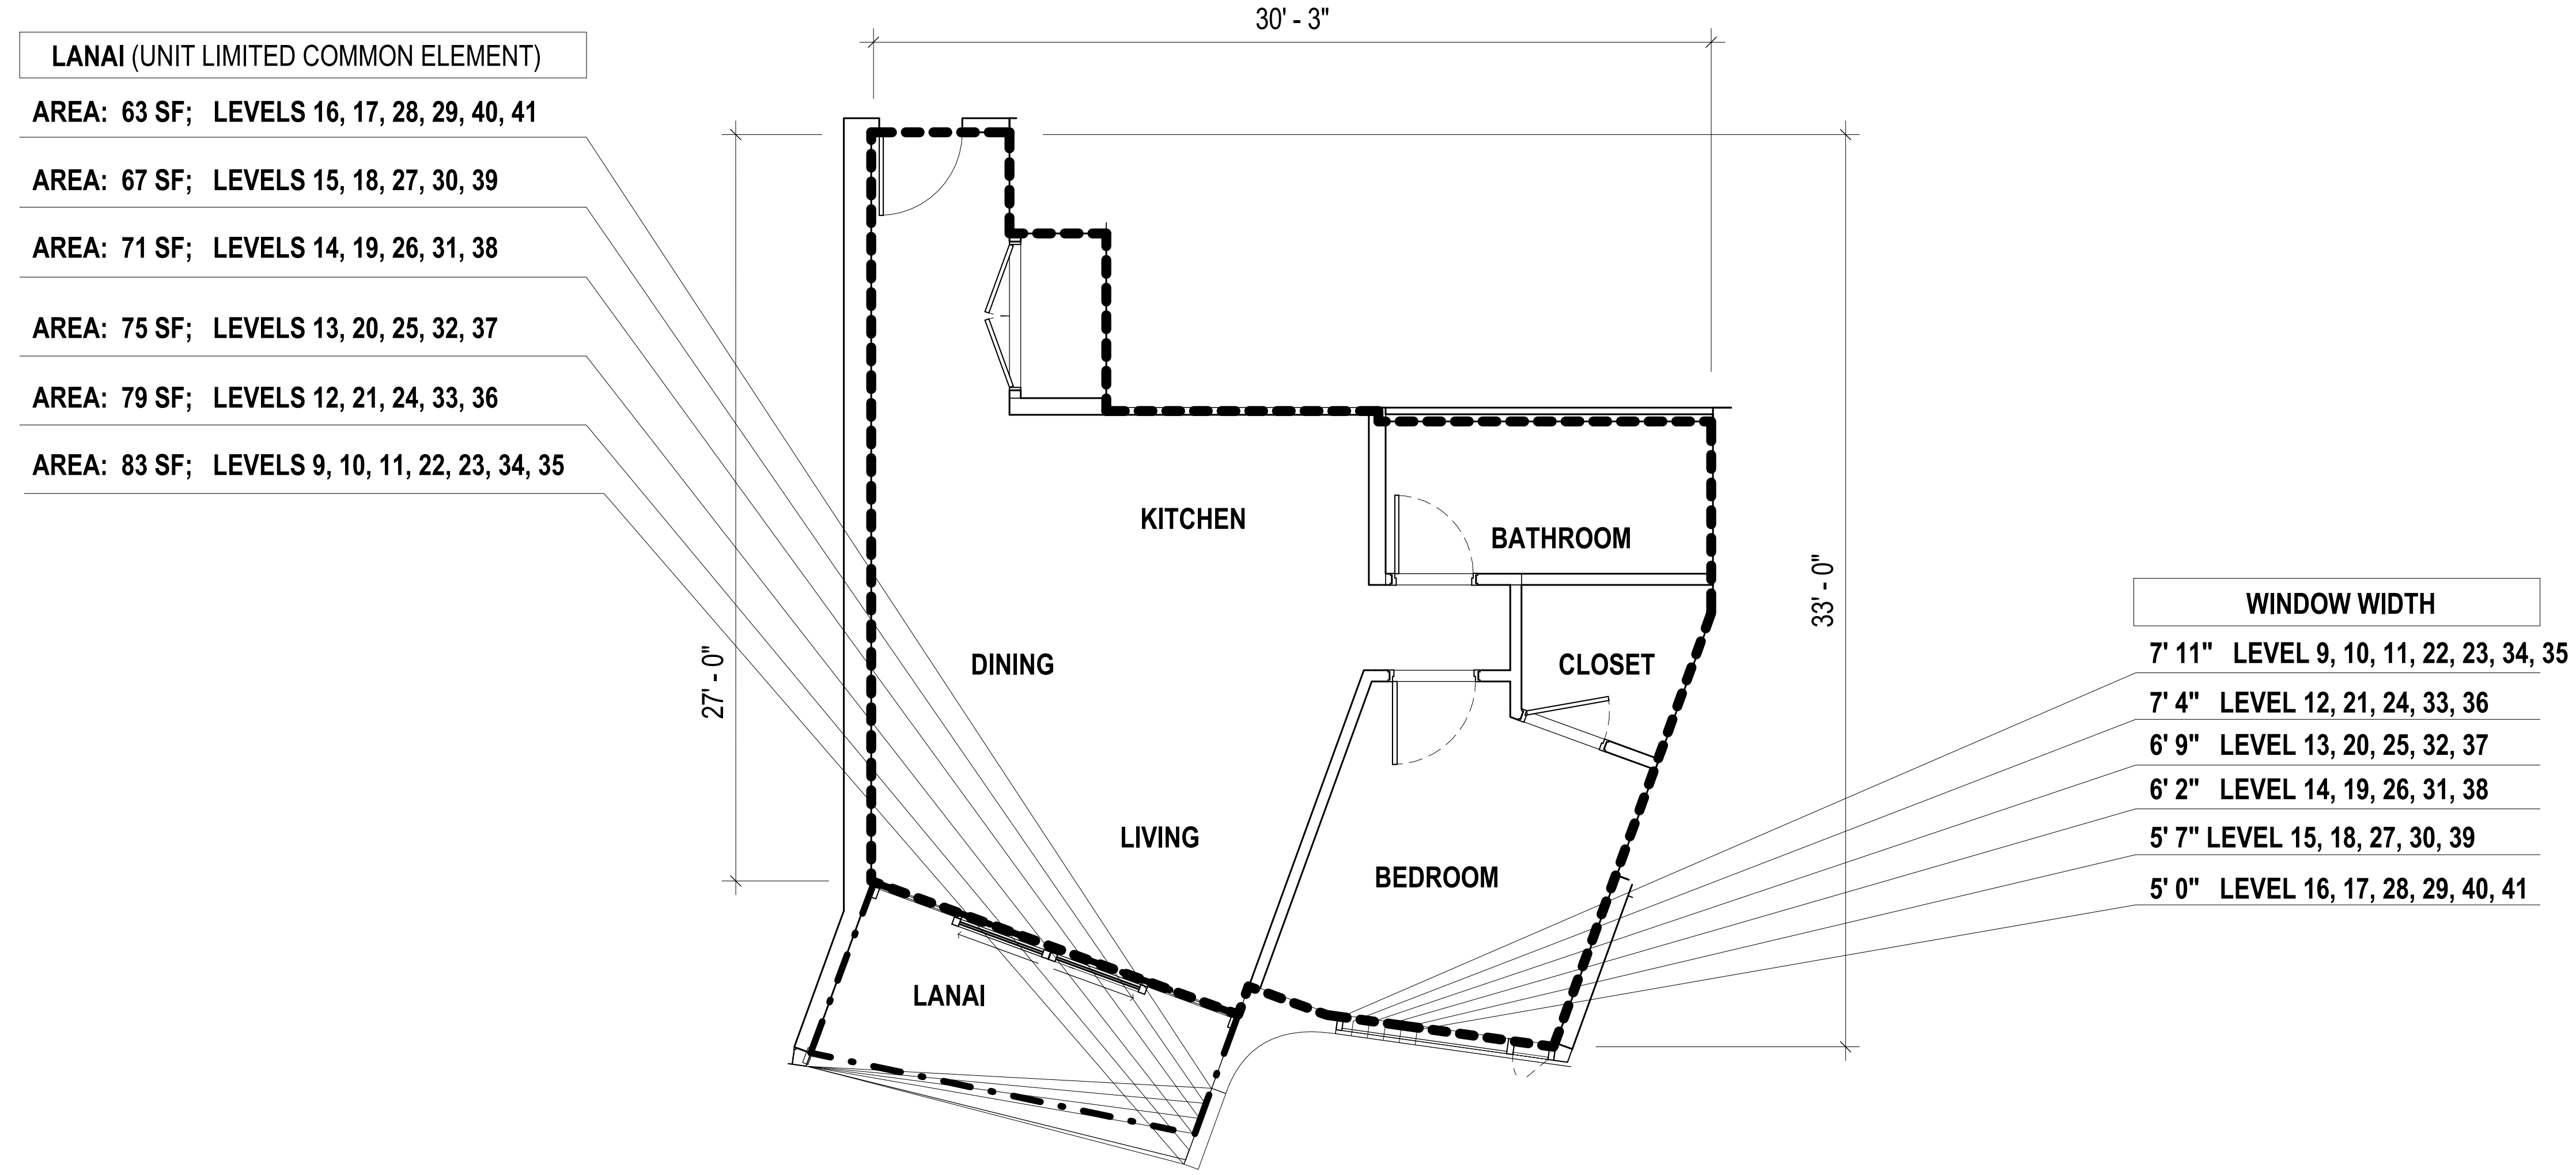 30' - 3"
LANAI (UNIT LIMITED COMMON ELEMENT)
AREA: 63 SF; LEVELS 16, 17, 28, 29, 40, 41
AREA: 67 SF; LEVELS 15, 18, 27, 30, 39
AREA: 71 SF; LEVELS 14, 19, 26, 31, 38
AREA: 75 SF; LEVELS 13, 20, 25, 32, 37
AREA: 79 SF; LEVELS 12, 21, 24, 33, 36
AREA: 83 SF; LEVELS 9, 10, 11, 22, 23, 34, 35
27' - 0"
KITCHEN
BATHROOM
DINING
CLOSET
LIVING
BEDROOM
LANAI
33' - 0"
WINDOW WIDTH
7' 11" LEVEL 9, 10, 11, 22, 23, 34, 35
7' 4" LEVEL 12, 21, 24, 33, 36
6' 9" LEVEL 13, 20, 25, 32, 37
6' 2" LEVEL 14, 19, 26, 31, 38
5' 7" LEVEL 15, 18, 27, 30, 39
5' 0" LEVEL 16, 17, 28, 29, 40, 41